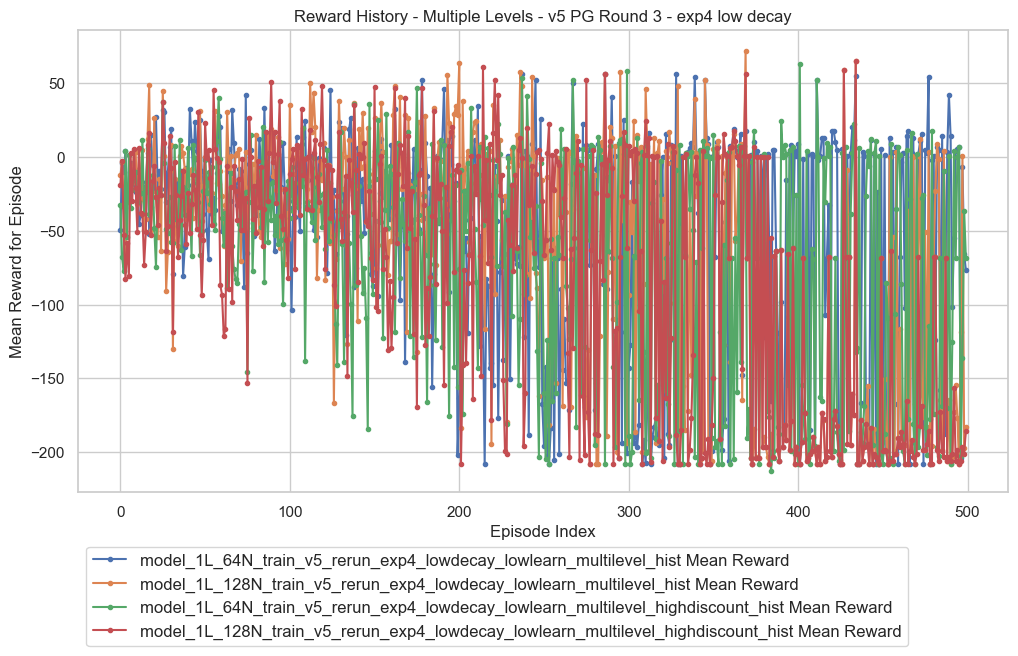 Reward History - Multiple Levels - v5 PG Round 3 - exp4 low decay
Mean Reward for Episode
50
0
−50
−100
−150
−200
0 100 200 300 400 500
Episode Index
model_1L_64N_train_v5_rerun_exp4_lowdecay_lowlearn_multilevel_hist Mean Reward
model_1L_128N_train_v5_rerun_exp4_lowdecay_lowlearn_multilevel_hist Mean Reward
model_1L_64N_train_v5_rerun_exp4_lowdecay_lowlearn_multilevel_highdiscount_hist Mean Reward
model_1L_128N_train_v5_rerun_exp4_lowdecay_lowlearn_multilevel_highdiscount_hist Mean Reward